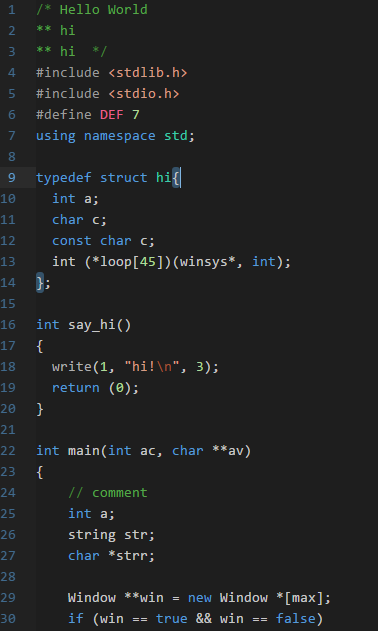 1 /* Hello World
2 ** hi
3 ** hi  */
4 #include <stdlib.h>
5 #include <stdio.h>
6 #define DEF 7
7 using namespace std;
8
9 typedef struct hi{
10   int a;
11   char c;
12   const char c;
13   int (*loop[45])(winsys*, int);
14 };
15
16 int say_hi()
17 {
18   write(1, "hi!\n", 3);
19   return (0);
20 }
21
22 int main(int ac, char **av)
23 {
24     // comment
25     int a;
26     string str;
27     char *strr;
28
29     Window **win = new Window *[max];
30     if (win == true && win == false)